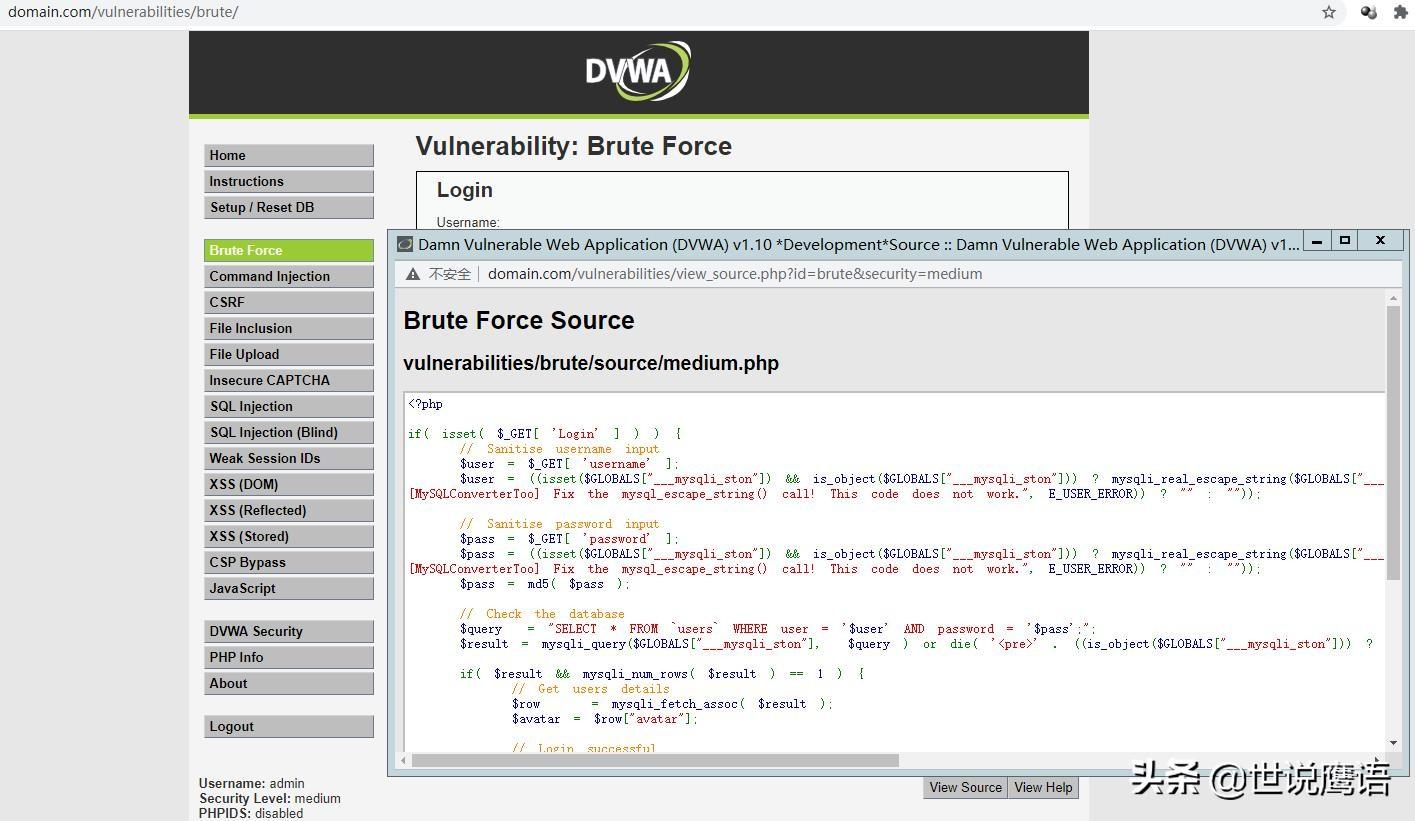 domain.com/vulnerabilities/brute/
DVWA
Home
Instructions
Setup / Reset DB
Brute Force
Command Injection
CSRF
File Inclusion
File Upload
Insecure CAPTCHA
SQL Injection
SQL Injection (Blind)
Weak Session IDs
XSS (DOM)
XSS (Reflected)
XSS (Stored)
CSP Bypass
JavaScript
DVWA Security
PHP Info
About
Logout
Username: admin
Security Level: medium
PHPIDS: disabled
Vulnerability: Brute Force
Login
Username:
Damn Vulnerable Web Application (DVWA) v1.10 *Development*Source :: Damn Vulnerable Web Application (DVWA) v1...
不安全 | domain.com/vulnerabilities/view_source.php?id=brute&security=medium
Brute Force Source
vulnerabilities/brute/source/medium.php
<?php
if( isset( $_GET[ 'Login' ] ) ) {
// Sanitise username input
$user = $_GET[ 'username' ];
$user = ((isset($GLOBALS["___mysqli_ston"]) && is_object($GLOBALS["___mysqli_ston"])) ? mysqli_real_escape_string($GLOBALS["___
[MySQLConverterToo] Fix the mysql_escape_string() call! This code does not work.", E_USER_ERROR)) ? "" : ""));
// Sanitise password input
$pass = $_GET[ 'password' ];
$pass = ((isset($GLOBALS["___mysqli_ston"]) && is_object($GLOBALS["___mysqli_ston"])) ? mysqli_real_escape_string($GLOBALS["___
[MySQLConverterToo] Fix the mysql_escape_string() call! This code does not work.", E_USER_ERROR)) ? "" : ""));
$pass = md5( $pass );
// Check the database
$query = "SELECT * FROM `users` WHERE user = '$user' AND password = '$pass';";
$result = mysqli_query($GLOBALS["___mysqli_ston"], $query ) or die( '<pre>' . ((is_object($GLOBALS["___mysqli_ston"])) ?
if( $result && mysqli_num_rows( $result ) == 1 ) {
// Get users details
$row = mysqli_fetch_assoc( $result );
$avatar = $row["avatar"];
// Login successful
View Source
View Help
头条 @世说鹰语